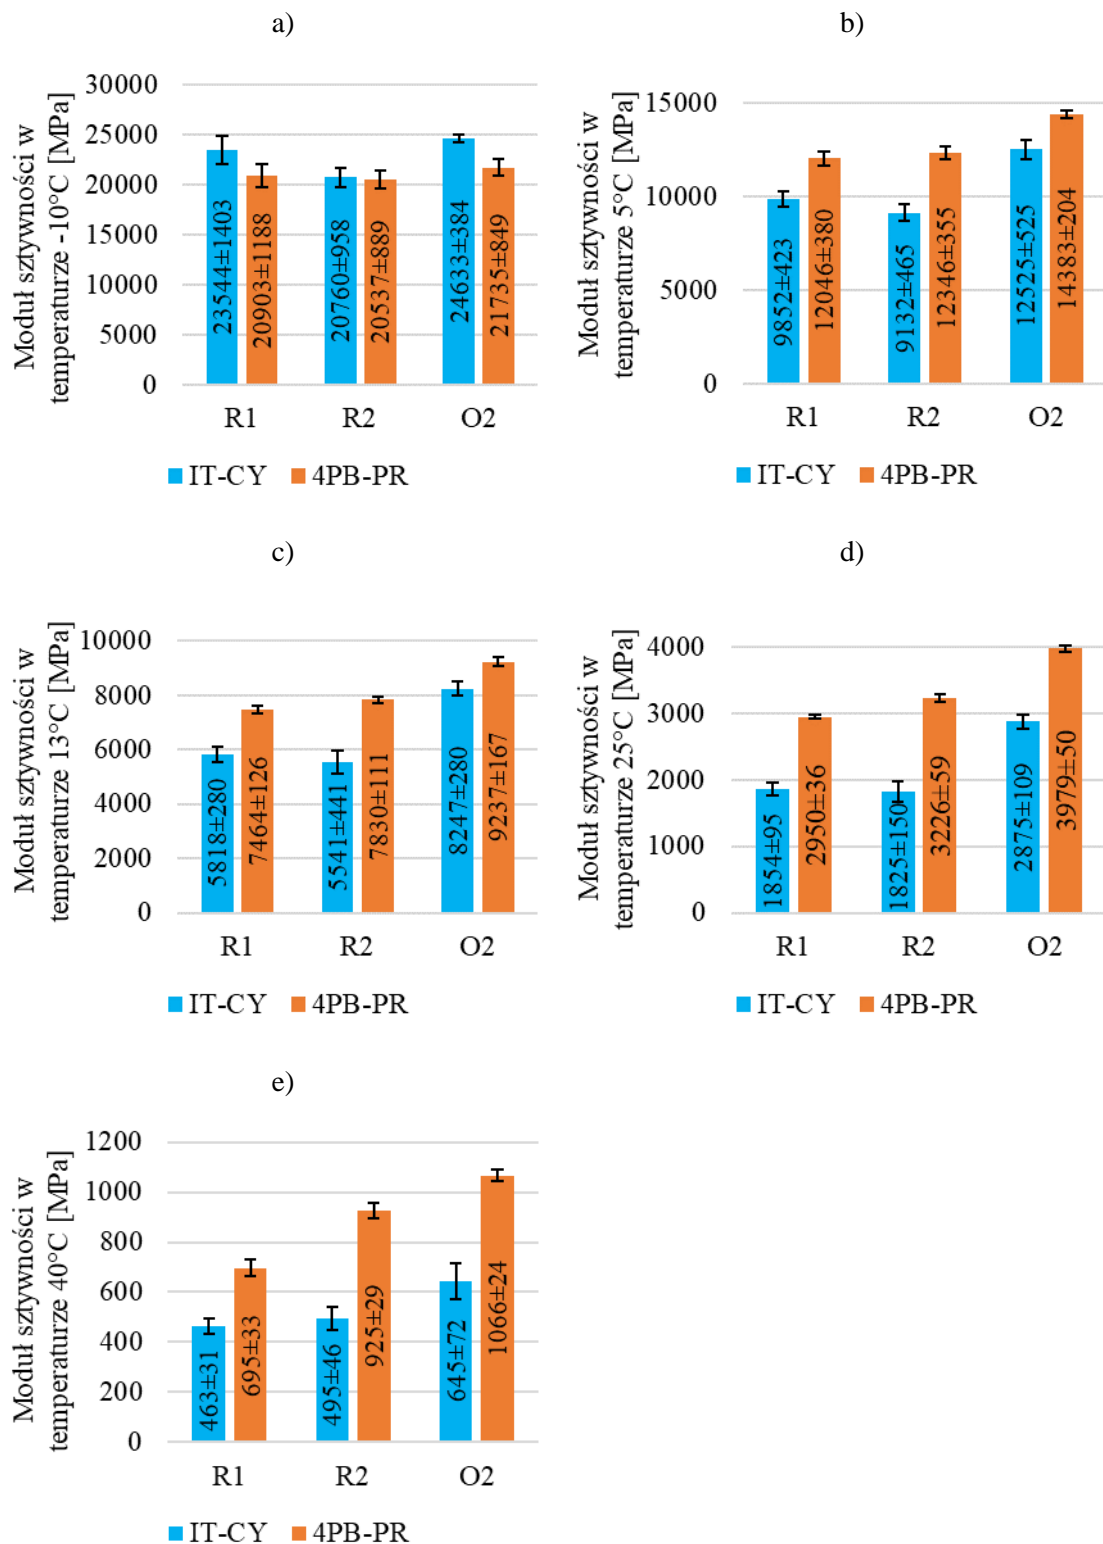 a)
Moduł sztywności w
temperaturze -10°C [MPa]
30000
25000
20000
15000
10000
5000
0
23544±1403
20903±1188
20760±958
20537±889
24633±384
21735±849
R1 R2 O2
IT-CY 4PB-PR
b)
Moduł sztywności w
temperaturze 5°C [MPa]
15000
10000
5000
0
9852±423
12046±380
9132±465
12346±355
12525±525
14383±204
R1 R2 O2
IT-CY 4PB-PR
c)
Moduł sztywności w
temperaturze 13°C [MPa]
10000
8000
6000
4000
2000
0
5818±280
7464±126
5541±441
7830±111
8247±280
9237±167
R1 R2 O2
IT-CY 4PB-PR
d)
Moduł sztywności w
temperaturze 25°C [MPa]
4000
3000
2000
1000
0
1854±95
2950±36
1825±150
3226±59
2875±109
3979±50
R1 R2 O2
IT-CY 4PB-PR
e)
Moduł sztywności w
temperaturze 40°C [MPa]
1200
1000
800
600
400
200
0
463±31
695±33
495±46
925±29
645±72
1066±24
R1 R2 O2
IT-CY 4PB-PR